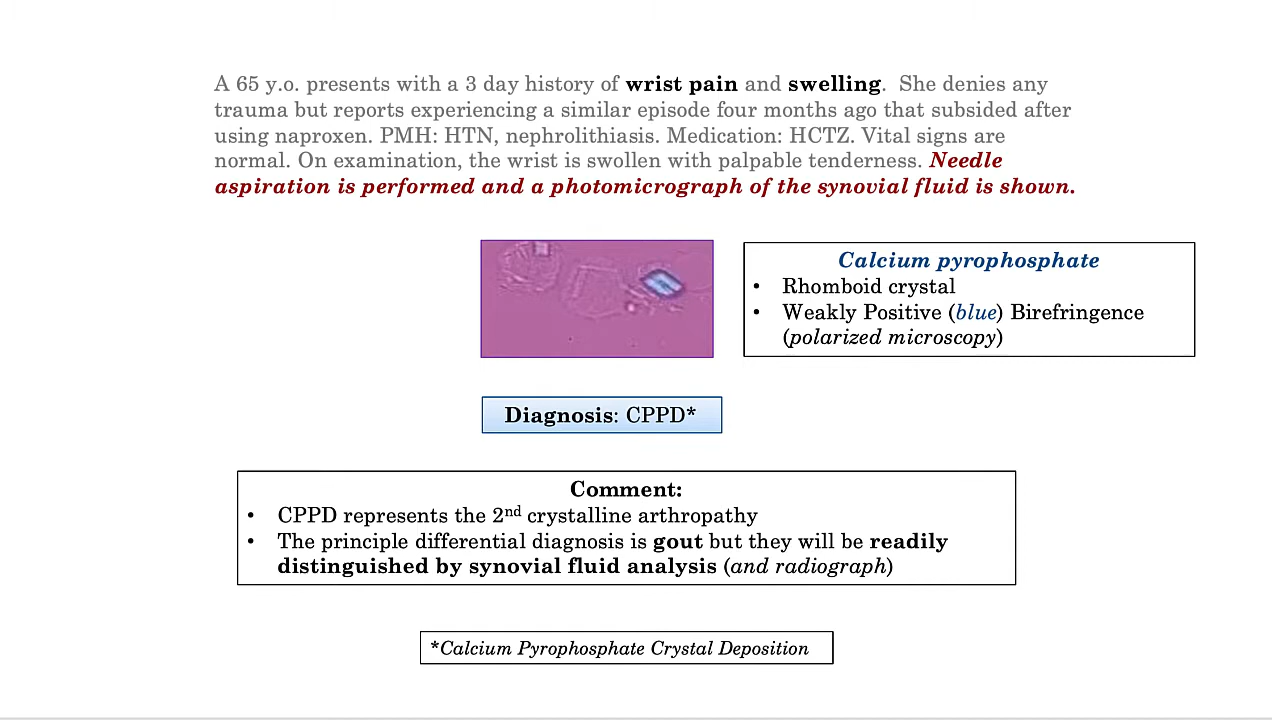 A 65 y.o. presents with a 3 day history of wrist pain and swelling. She denies any
trauma but reports experiencing a similar episode four months ago that subsided after
using naproxen. PMH: HTN, nephrolithiasis. Medication: HCTZ. Vital signs are
normal. On examination, the wrist is swollen with palpable tenderness. Needle
aspiration is performed and a photomicrograph of the synovial fluid is shown.
Calcium pyrophosphate
• Rhomboid crystal
• Weakly Positive (blue) Birefringence
(polarized microscopy)
Diagnosis: CPPD*
Comment:
• CPPD represents the 2nd crystalline arthropathy
• The principle differential diagnosis is gout but they will be readily
distinguished by synovial fluid analysis (and radiograph)
*Calcium Pyrophosphate Crystal Deposition